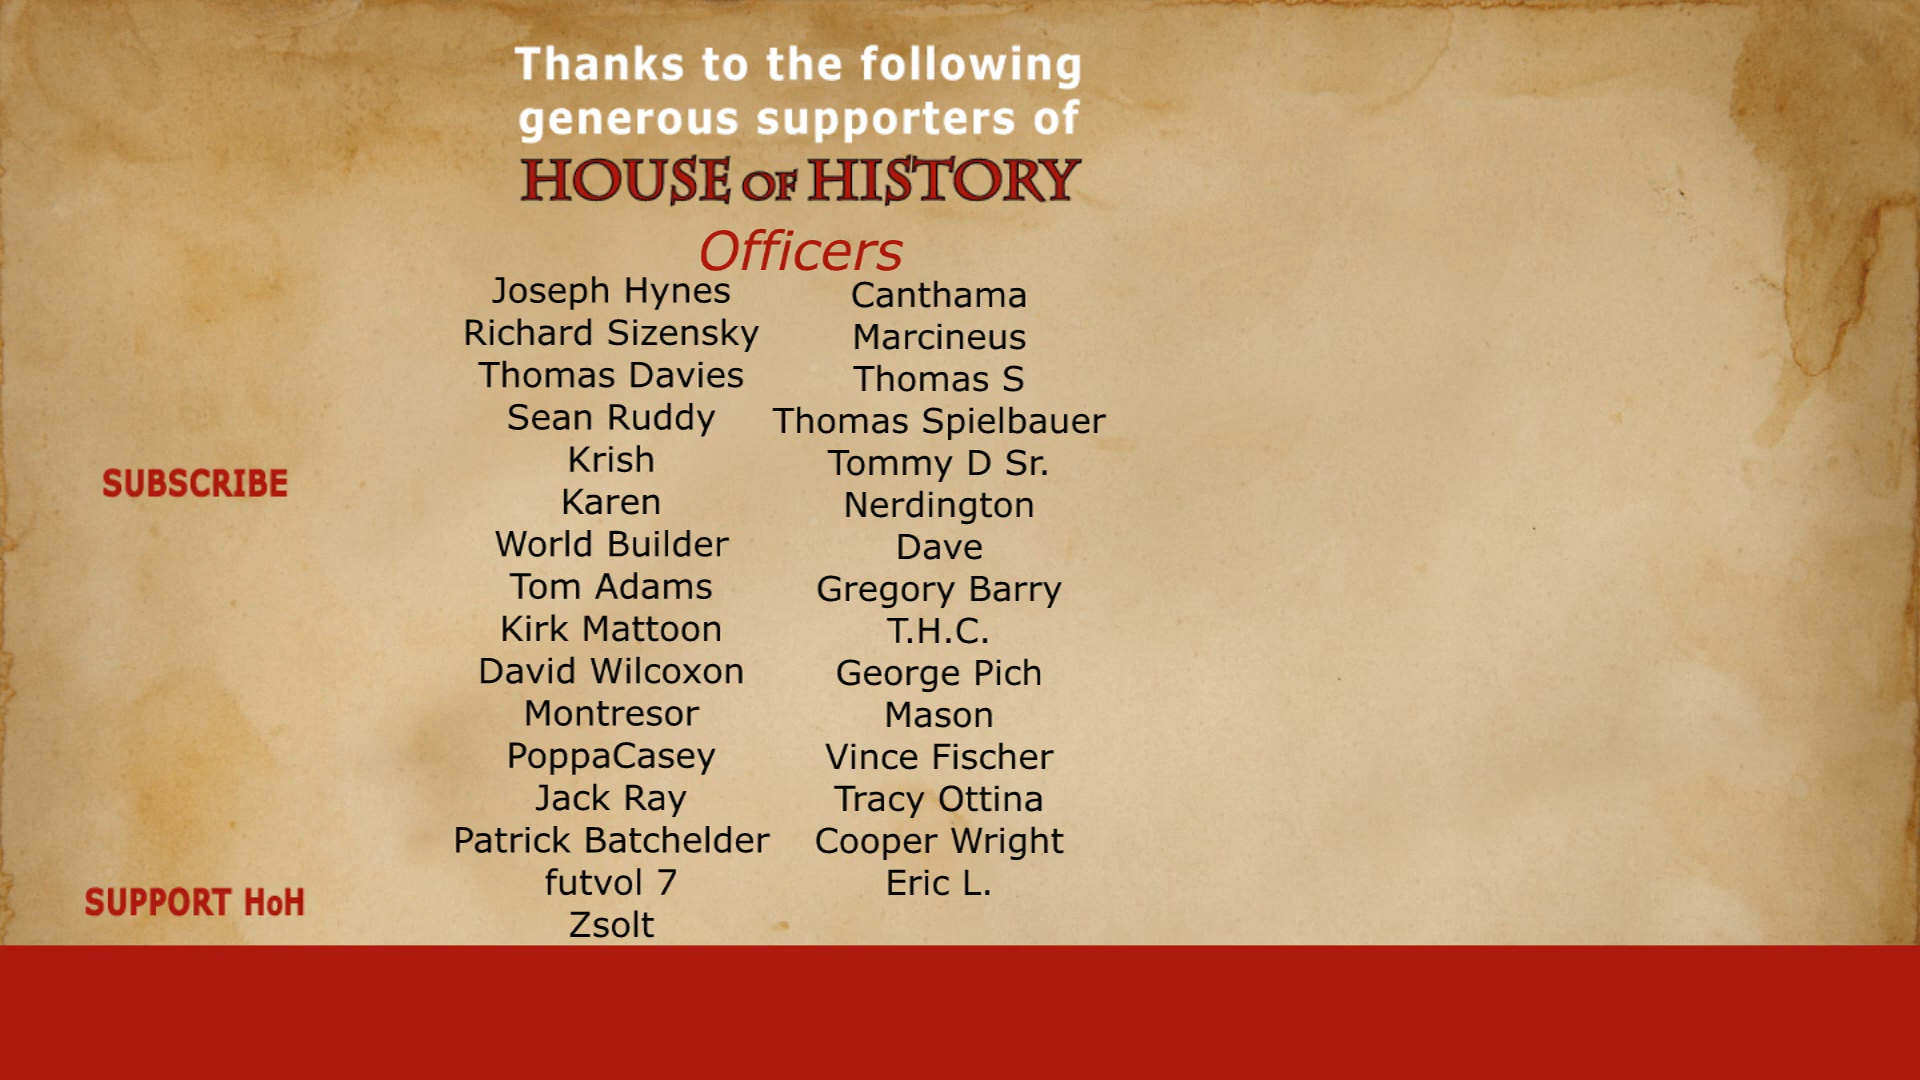 Thanks to the following
generous supporters of
HOUSE OF HISTORY
Officers
Joseph Hynes
Richard Sizensky
Thomas Davies
Sean Ruddy
Krish
Karen
World Builder
Tom Adams
Kirk Mattoon
David Wilcoxon
Montresor
PoppaCasey
Jack Ray
Patrick Batchelder
futvol 7
Zsolt
Canthama
Marcineus
Thomas S
Thomas Spielbauer
Tommy D Sr.
Nerdington
Dave
Gregory Barry
T.H.C.
George Pich
Mason
Vince Fischer
Tracy Ottina
Cooper Wright
Eric L.
SUBSCRIBE
SUPPORT HoH